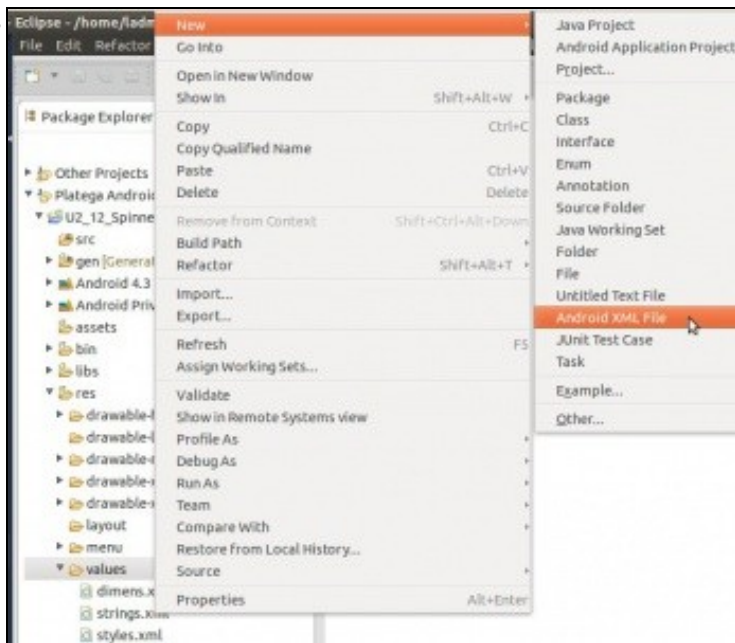 Eclipse - /home/ladm
File Edit Refactor
Package Explorer
Other Projects
Platega Androi
U2_12_Spinne
src
gen [Generat
Android 4.3
Android Priv
assets
bin
libs
res
drawable-
drawable-
drawable-
drawable-
drawable-
layout
menu
values
dimens.x
strings.xml
styles.xml
New
Go Into
Open in New Window
Show In Shift+Alt+W
Copy Ctrl+C
Copy Qualified Name
Paste Ctrl+V
Delete Delete
Remove from Context Shift+Ctrl+Alt+Down
Build Path
Refactor Shift+Alt+T
Import...
Export...
Refresh F5
Assign Working Sets...
Validate
Show in Remote Systems view
Profile As
Debug As
Run As
Team
Compare With
Restore from Local History...
Source
Properties Alt+Enter
Java Project
Android Application Project
Project...
Package
Class
Interface
Enum
Annotation
Source Folder
Java Working Set
Folder
File
Untitled Text File
Android XML File
JUnit Test Case
Task
Example...
Other...